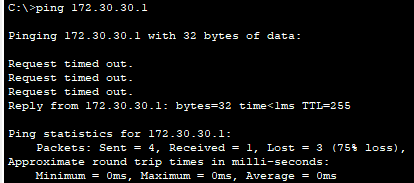 C:\>ping 172.30.30.1
Pinging 172.30.30.1 with 32 bytes of data:
Request timed out.
Request timed out.
Request timed out.
Reply from 172.30.30.1: bytes=32 time<1ms TTL=255
Ping statistics for 172.30.30.1:
Packets: Sent = 4, Received = 1, Lost = 3 (75% loss),
Approximate round trip times in milli-seconds:
Minimum = 0ms, Maximum = 0ms, Average = 0ms